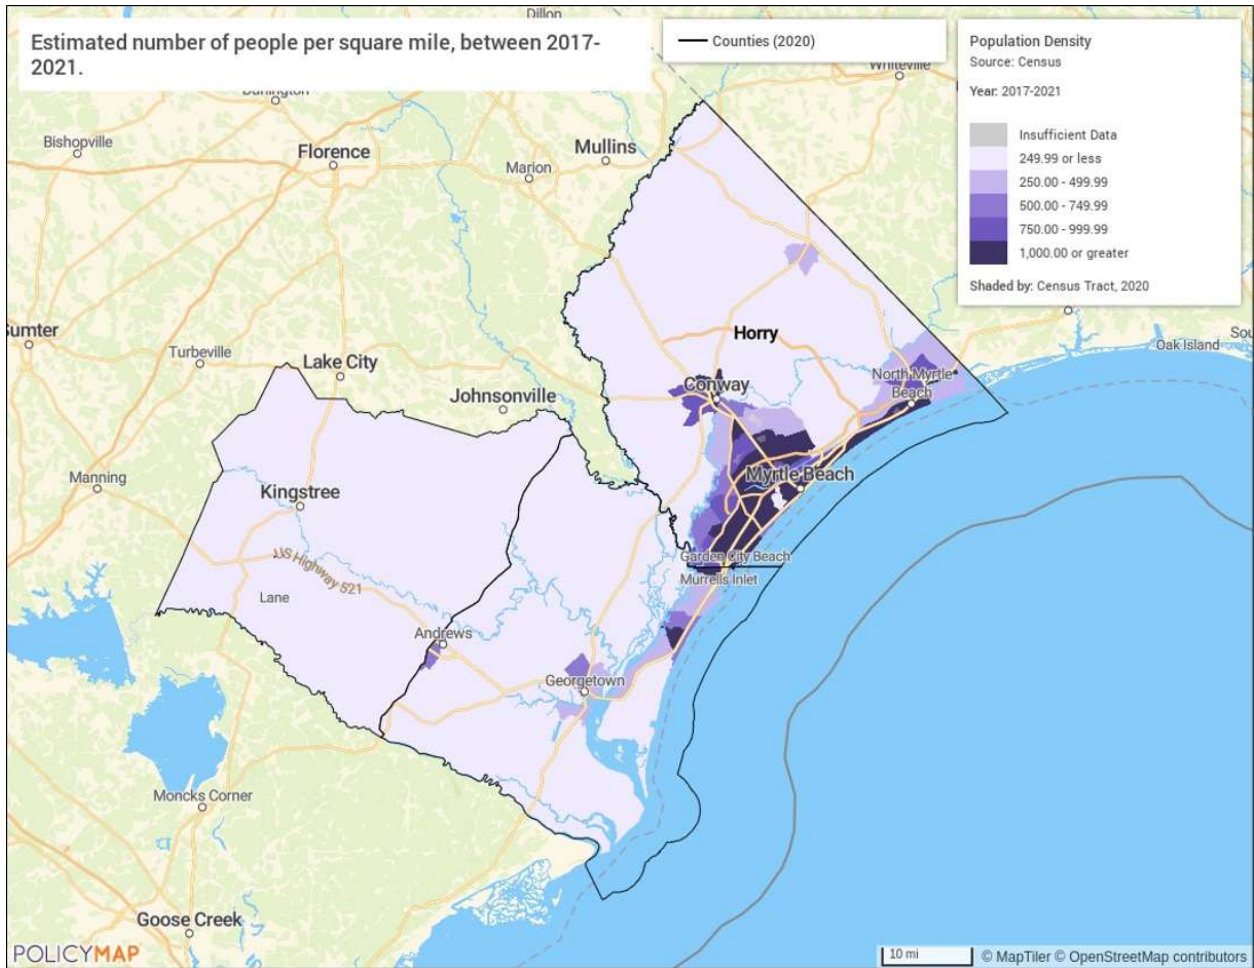 Dillon
Estimated number of people per square mile, between 2017-
2021.
Counties (2020)
Population Density
Source: Census
Year: 2017-2021
Insufficient Data
249.99 or less
250.00 - 499.99
500.00 - 749.99
750.00 - 999.99
1,000.00 or greater
Shaded by: Census Tract, 2020
Whiteville
Darlington
Bishopville
Florence
Mullins
Marion
Sumter
Turbeville
Lake City
Johnsonville
Horry
Oak Island
Sou
Conway
North Myrtle
Beach
Manning
Kingstree
Myrtle Beach
US Highway 521
Garden City Beach
Murrells Inlet
Lane
Andrews
Georgetown
Moncks Corner
Goose Creek
POLICYMAP
10 mi
© MapTiler © OpenStreetMap contributors